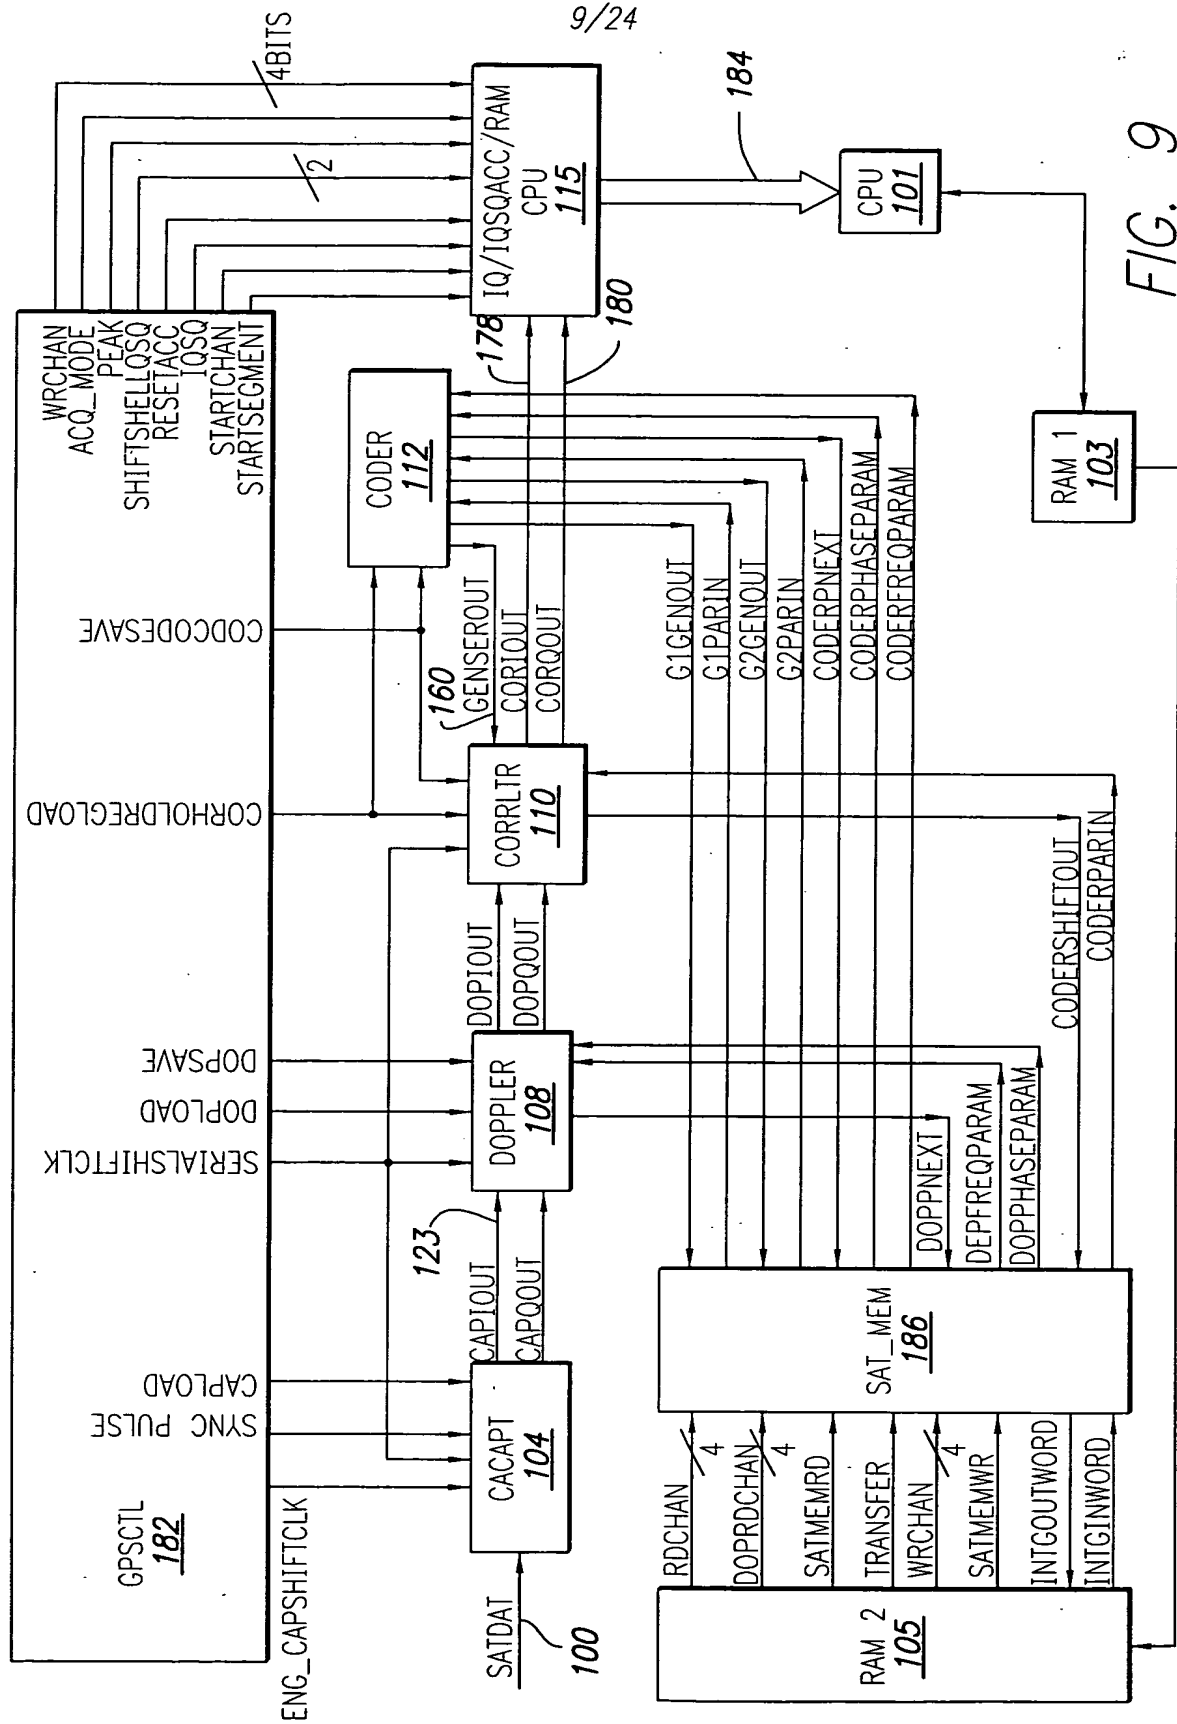 9/24
GPSCTL
182
ENG_CAPSHIFTCLK
SYNC PULSE
CAPLOAD
SERIALSHIFTCLK
DOPLOAD
DOPSAVE
CORHOLDREGLOAD
CODCODESAVE
WRCHAN
ACQ_MODE
PEAK
SHIFTSHELLQSQ
RESETACC
IQSQ
STARTCHAN
STARTSEGMENT
4BITS
2
SATDAT
100
CACAPT
104
CAPIOUT
CAPQOUT
123
DOPPLER
108
DOPIOUT
DOPQOUT
CORRLTR
110
160
GENSEROUT
CORIOUT
CORQOUT
CODER
112
178
180
IQ/IQSQACC/RAM
CPU
115
184
CPU
101
RAM 1
103
G1GENOUT
G1PARIN
G2GENOUT
G2PARIN
CODERPNEXT
CODERPHASEPARAM
CODERFREQPARAM
DOPPNEXT
DEPFREQPARAM
DOPPHASEPARAM
CODERSHIFTOUT
CODERPARIN
SAT_MEM
186
RDCHAN
4
DOPRDCHAN
4
SATMEMRD
TRANSFER
WRCHAN
4
SATMEMWR
INTGOUTWORD
INTGINWORD
RAM 2
105
FIG. 9